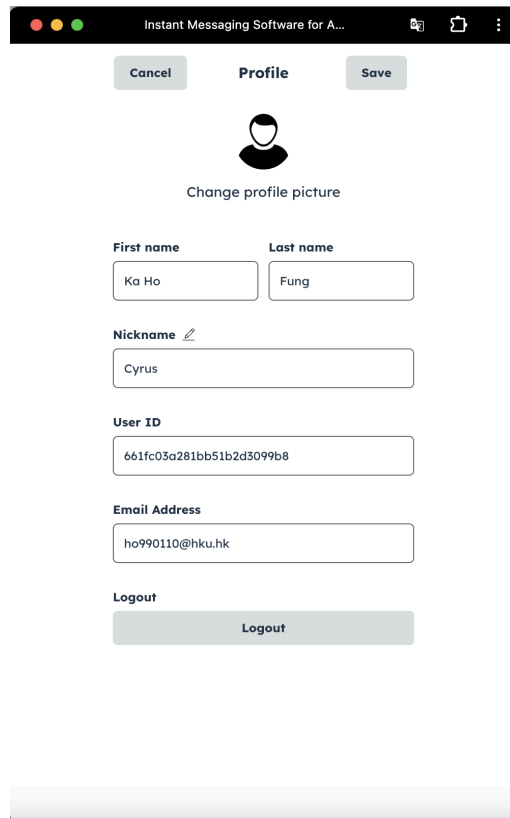 Instant Messaging Software for A...
Cancel Profile Save
Change profile picture
First name Last name
Ka Ho Fung
Nickname
Cyrus
User ID
661fc03a281bb51b2d3099b8
Email Address
ho990110@hku.hk
Logout
Logout